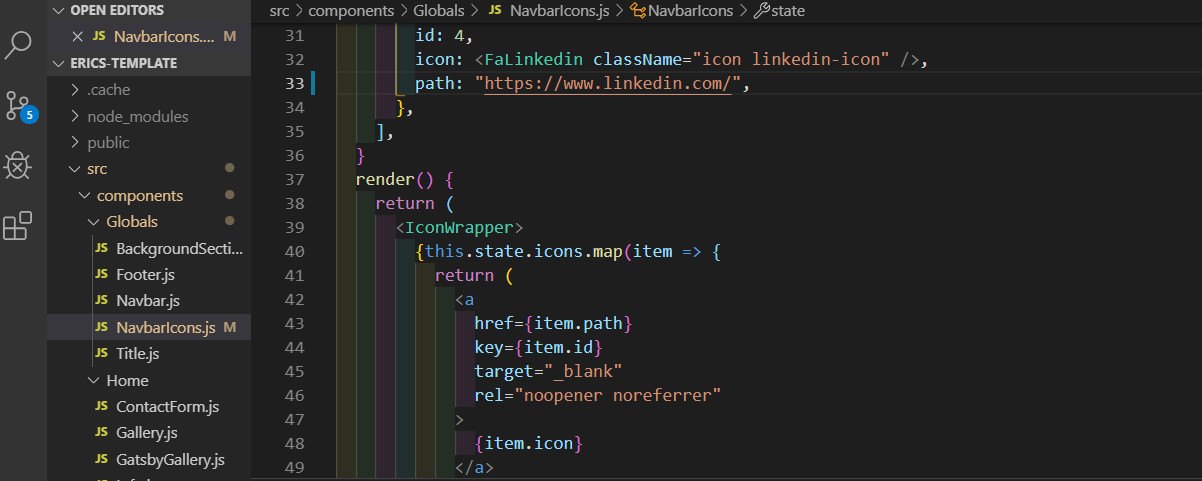 OPEN EDITORS
JS NavbarIcons.... M
ERICS-TEMPLATE
.cache
node_modules
public
src
components
Globals
JS BackgroundSecti...
JS Footer.js
JS Navbar.js
JS NavbarIcons.js M
JS Title.js
Home
JS ContactForm.js
JS Gallery.js
JS GatsbyGallery.js
5
src > components > Globals > JS NavbarIcons.js > NavbarIcons > state
31 id: 4,
32 icon: <FaLinkedin className="icon linkedin-icon" />,
33 path: "https://www.linkedin.com/",
34 },
35 ],
36 }
37 render() {
38 return (
39 <IconWrapper>
40 {this.state.icons.map(item => {
41 return (
42 <a
43 href={item.path}
44 key={item.id}
45 target="_blank"
46 rel="noopener noreferrer"
47 >
48 {item.icon}
49 </a>